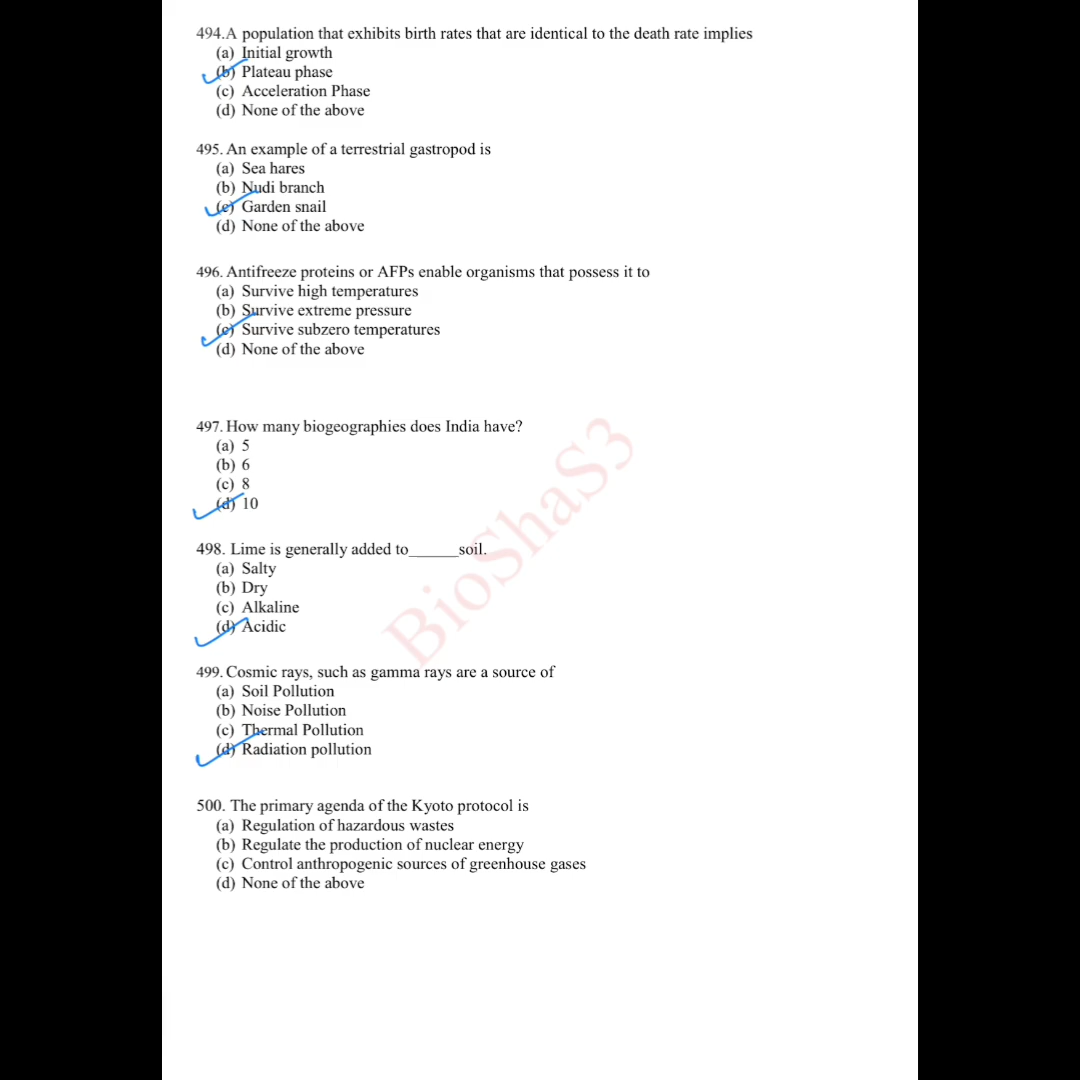 494.A population that exhibits birth rates that are identical to the death rate implies
(a) Initial growth
(b) Plateau phase
(c) Acceleration Phase
(d) None of the above
495. An example of a terrestrial gastropod is
(a) Sea hares
(b) Nudi branch
(c) Garden snail
(d) None of the above
496. Antifreeze proteins or AFPs enable organisms that possess it to
(a) Survive high temperatures
(b) Survive extreme pressure
(c) Survive subzero temperatures
(d) None of the above
497. How many biogeographies does India have?
(a) 5
(b) 6
(c) 8
(d) 10
498. Lime is generally added to______soil.
(a) Salty
(b) Dry
(c) Alkaline
(d) Acidic
499. Cosmic rays, such as gamma rays are a source of
(a) Soil Pollution
(b) Noise Pollution
(c) Thermal Pollution
(d) Radiation pollution
500. The primary agenda of the Kyoto protocol is
(a) Regulation of hazardous wastes
(b) Regulate the production of nuclear energy
(c) Control anthropogenic sources of greenhouse gases
(d) None of the above
BioShaS3